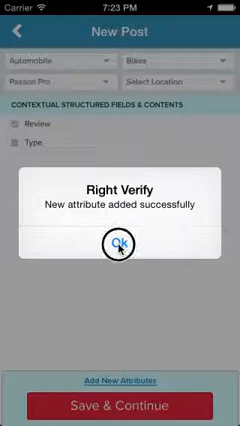 Carrier 7:23 PM
New Post
Automobile Bikes
Passon Pro Select Location
CONTEXTUAL STRUCTURED FIELDS & CONTENTS
Review
Type
Right Verify
New attribute added successfully
Ok
Add New Attributes
Save & Continue